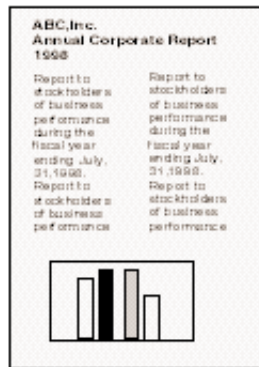 ABC,Inc.
Annual Corporate Report
1998
Report to
stockholders
of business
performance
during the
fiscal year
ending July,
31,1998.
Report to
stockholders
of business
performance
Report to
stockholders
of business
performance
during the
fiscal year
ending July,
31,1998.
Report to
stockholders
of business
performance